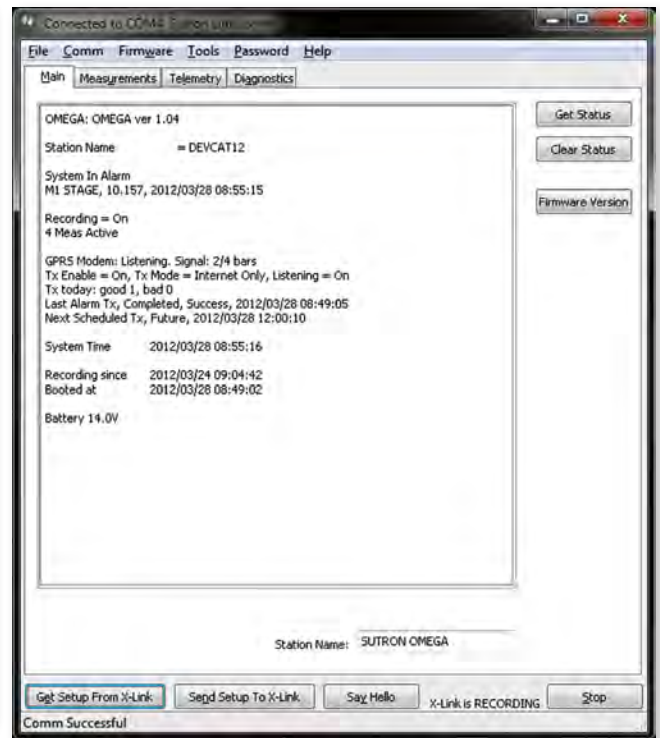 Connected to COM4
File Comm Firmware Tools Password Help
Main Measurements Telemetry Diagnostics
OMEGA: OMEGA ver 1.04
Station Name = DEVCAT12
System In Alarm
M1 STAGE, 10.157, 2012/03/28 08:55:15
Recording = On
4 Meas Active
GPRS Modem: Listening. Signal: 2/4 bars
Tx Enable = On, Tx Mode = Internet Only, Listening = On
Tx today: good 1, bad 0
Last Alarm Tx, Completed, Success, 2012/03/28 08:49:05
Next Scheduled Tx, Future, 2012/03/28 12:00:10
System Time 2012/03/28 08:55:16
Recording since 2012/03/24 09:04:42
Booted at 2012/03/28 08:49:02
Battery 14.0V
Get Status
Clear Status
Firmware Version
Station Name: SUTRON OMEGA
Get Setup From X-Link Send Setup To X-Link Say Hello X-Link is RECORDING Stop
Comm Successful